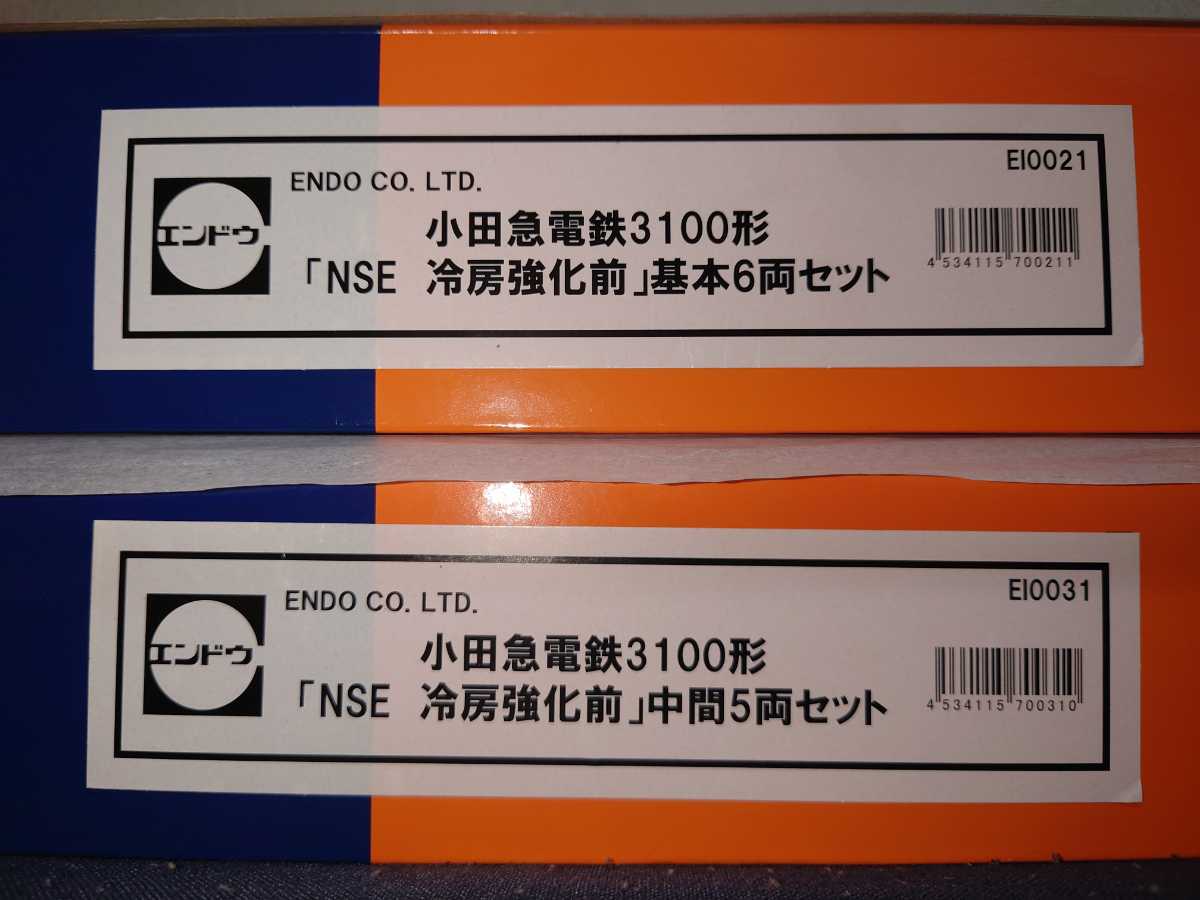 EI0021
ENDO CO. LTD.
エンドウ
小田急電鉄3100形
「NSE 冷房強化前」基本6両セット
4 534115 700211
EI0031
ENDO CO. LTD.
エンドウ
小田急電鉄3100形
「NSE 冷房強化前」中間5両セット
4 534115 700310